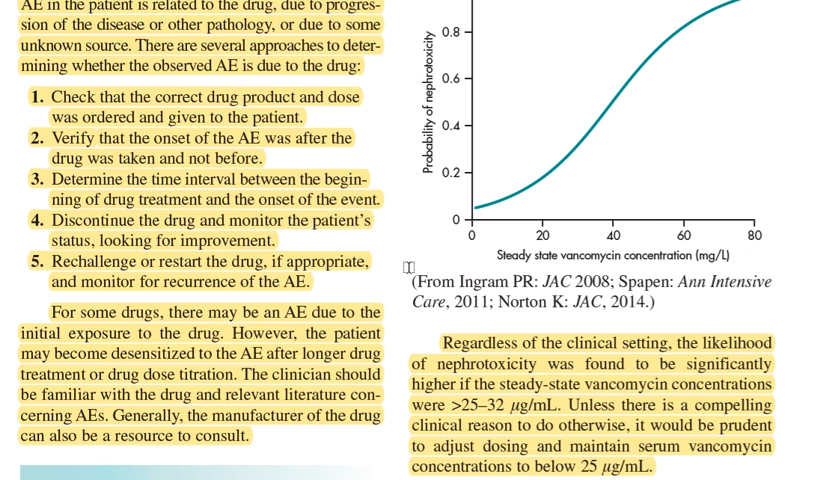 AE in the patient is related to the drug, due to progres-
sion of the disease or other pathology, or due to some
unknown source. There are several approaches to deter-
mining whether the observed AE is due to the drug:
1. Check that the correct drug product and dose
was ordered and given to the patient.
2. Verify that the onset of the AE was after the
drug was taken and not before.
3. Determine the time interval between the begin-
ning of drug treatment and the onset of the event.
4. Discontinue the drug and monitor the patient's
status, looking for improvement.
5. Rechallenge or restart the drug, if appropriate,
and monitor for recurrence of the AE.
For some drugs, there may be an AE due to the
initial exposure to the drug. However, the patient
may become desensitized to the AE after longer drug
treatment or drug dose titration. The clinician should
be familiar with the drug and relevant literature con-
cerning AEs. Generally, the manufacturer of the drug
can also be a resource to consult.
Probability of nephrotoxicity
0.8
0.6
0.4
0.2
0
0 20 40 60 80
Steady state vancomycin concentration (mg/L)
(From Ingram PR: JAC 2008; Spapen: Ann Intensive
Care, 2011; Norton K: JAC, 2014.)
Regardless of the clinical setting, the likelihood
of nephrotoxicity was found to be significantly
higher if the steady-state vancomycin concentrations
were >25–32 μg/mL. Unless there is a compelling
clinical reason to do otherwise, it would be prudent
to adjust dosing and maintain serum vancomycin
concentrations to below 25 μg/mL.